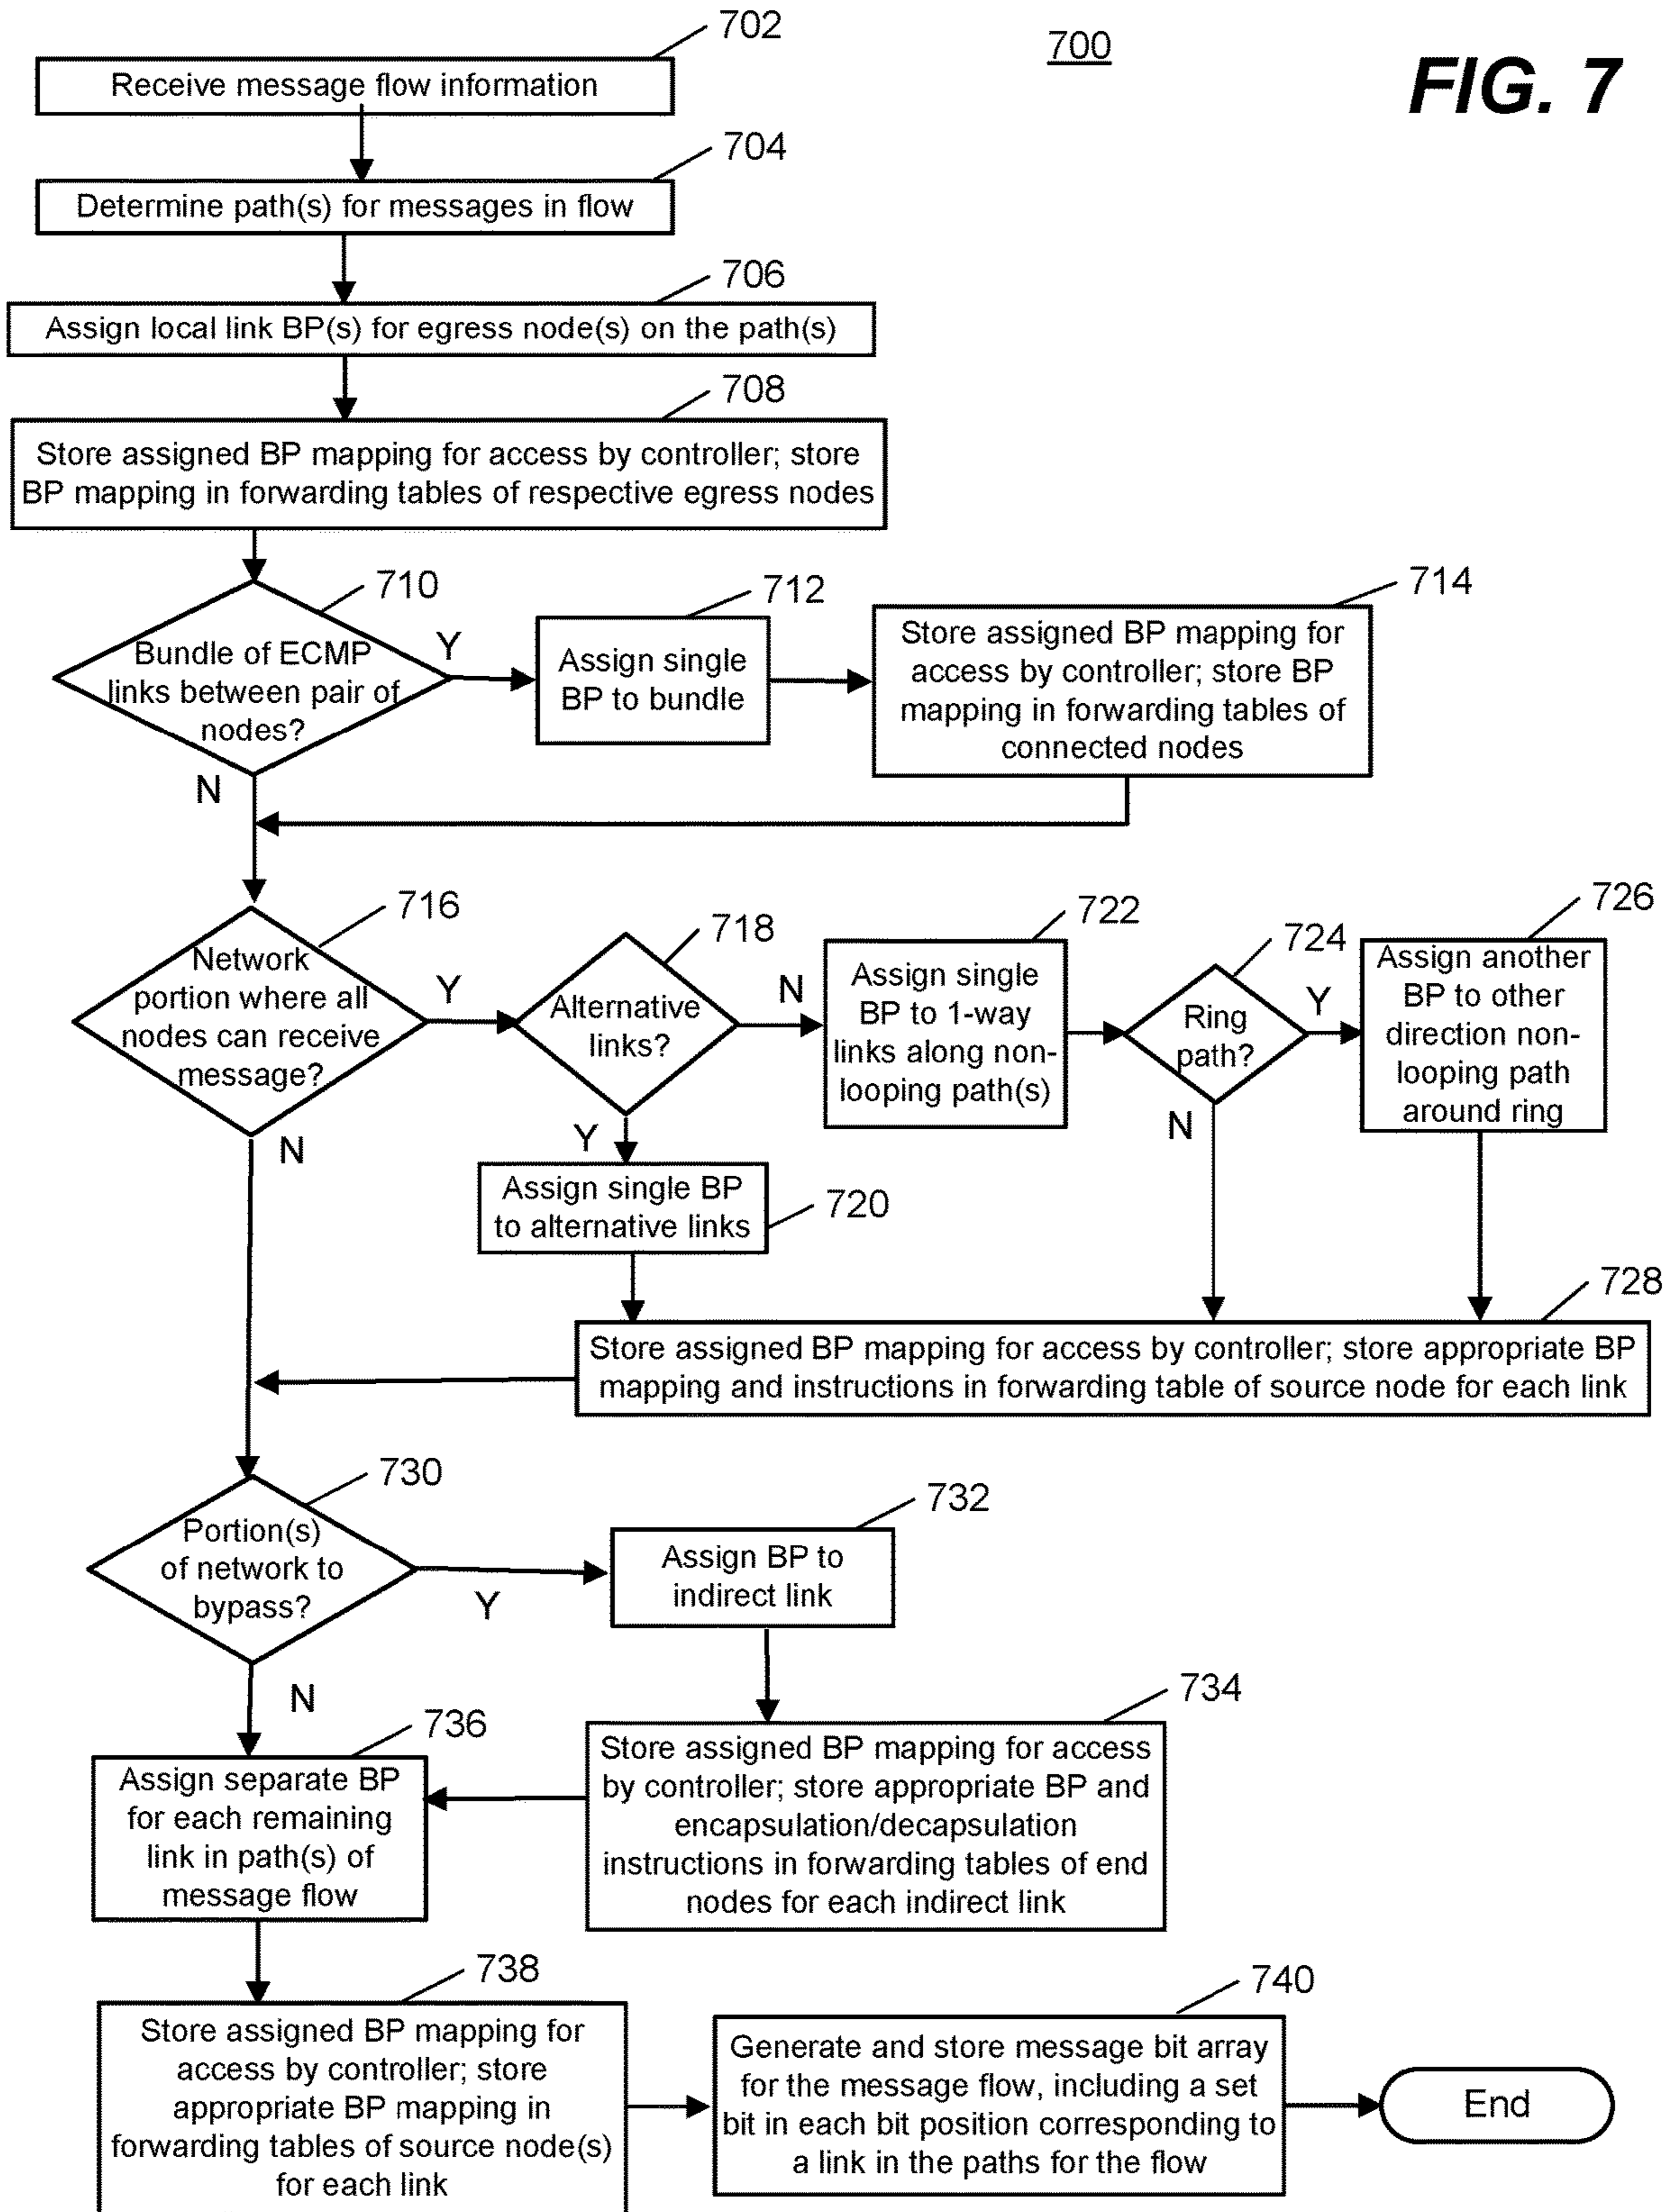 702
700
FIG. 7
Receive message flow information
704
Determine path(s) for messages in flow
706
Assign local link BP(s) for egress node(s) on the path(s)
708
Store assigned BP mapping for access by controller; store
BP mapping in forwarding tables of respective egress nodes
710
Bundle of ECMP
links between pair of
nodes?
Y
N
712
Assign single
BP to bundle
714
Store assigned BP mapping for
access by controller; store BP
mapping in forwarding tables of
connected nodes
716
Network
portion where all
nodes can receive
message?
Y
N
718
Alternative
links?
N
Y
720
Assign single BP
to alternative links
722
Assign single
BP to 1-way
links along non-
looping path(s)
724
Ring
path?
Y
N
726
Assign another
BP to other
direction non-
looping path
around ring
728
Store assigned BP mapping for access by controller; store appropriate BP
mapping and instructions in forwarding table of source node for each link
730
Portion(s)
of network to
bypass?
Y
N
732
Assign BP to
indirect link
734
Store assigned BP mapping for access
by controller; store appropriate BP and
encapsulation/decapsulation
instructions in forwarding tables of end
nodes for each indirect link
736
Assign separate BP
for each remaining
link in path(s) of
message flow
738
Store assigned BP mapping for
access by controller; store
appropriate BP mapping in
forwarding tables of source node(s)
for each link
740
Generate and store message bit array
for the message flow, including a set
bit in each bit position corresponding to
a link in the paths for the flow
End